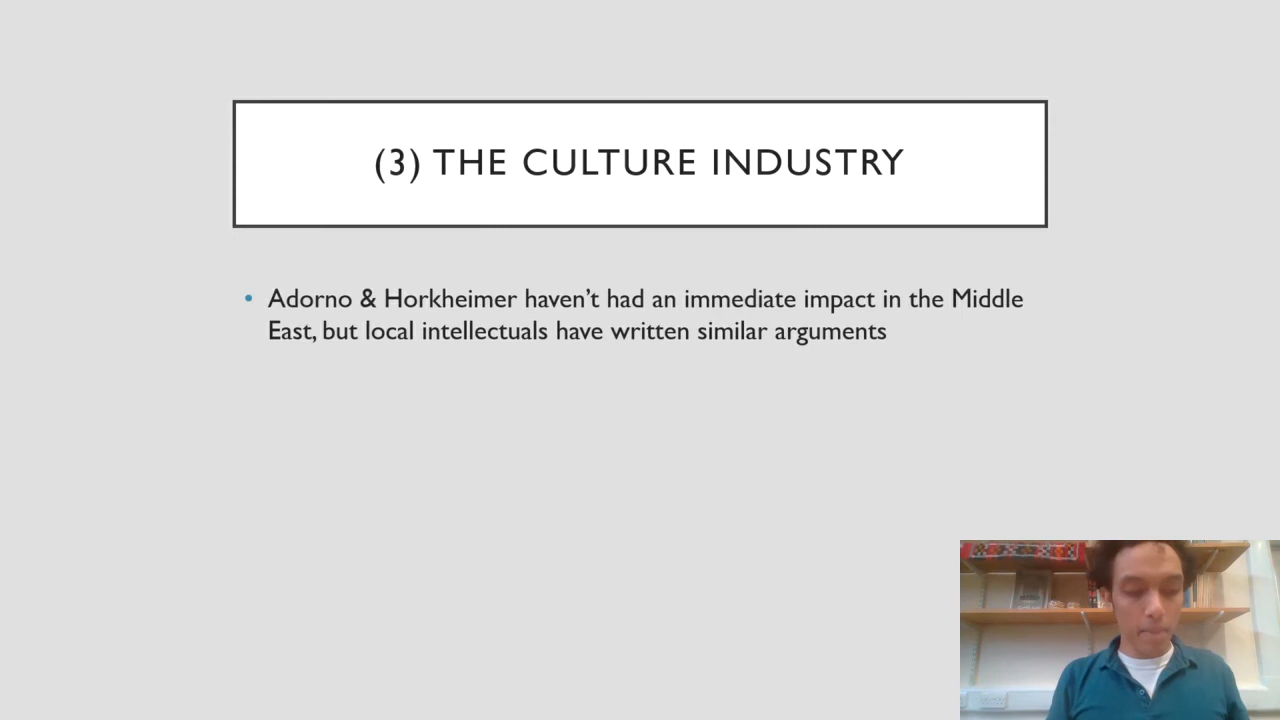 (3) THE CULTURE INDUSTRY
• Adorno & Horkheimer haven’t had an immediate impact in the Middle
East, but local intellectuals have written similar arguments